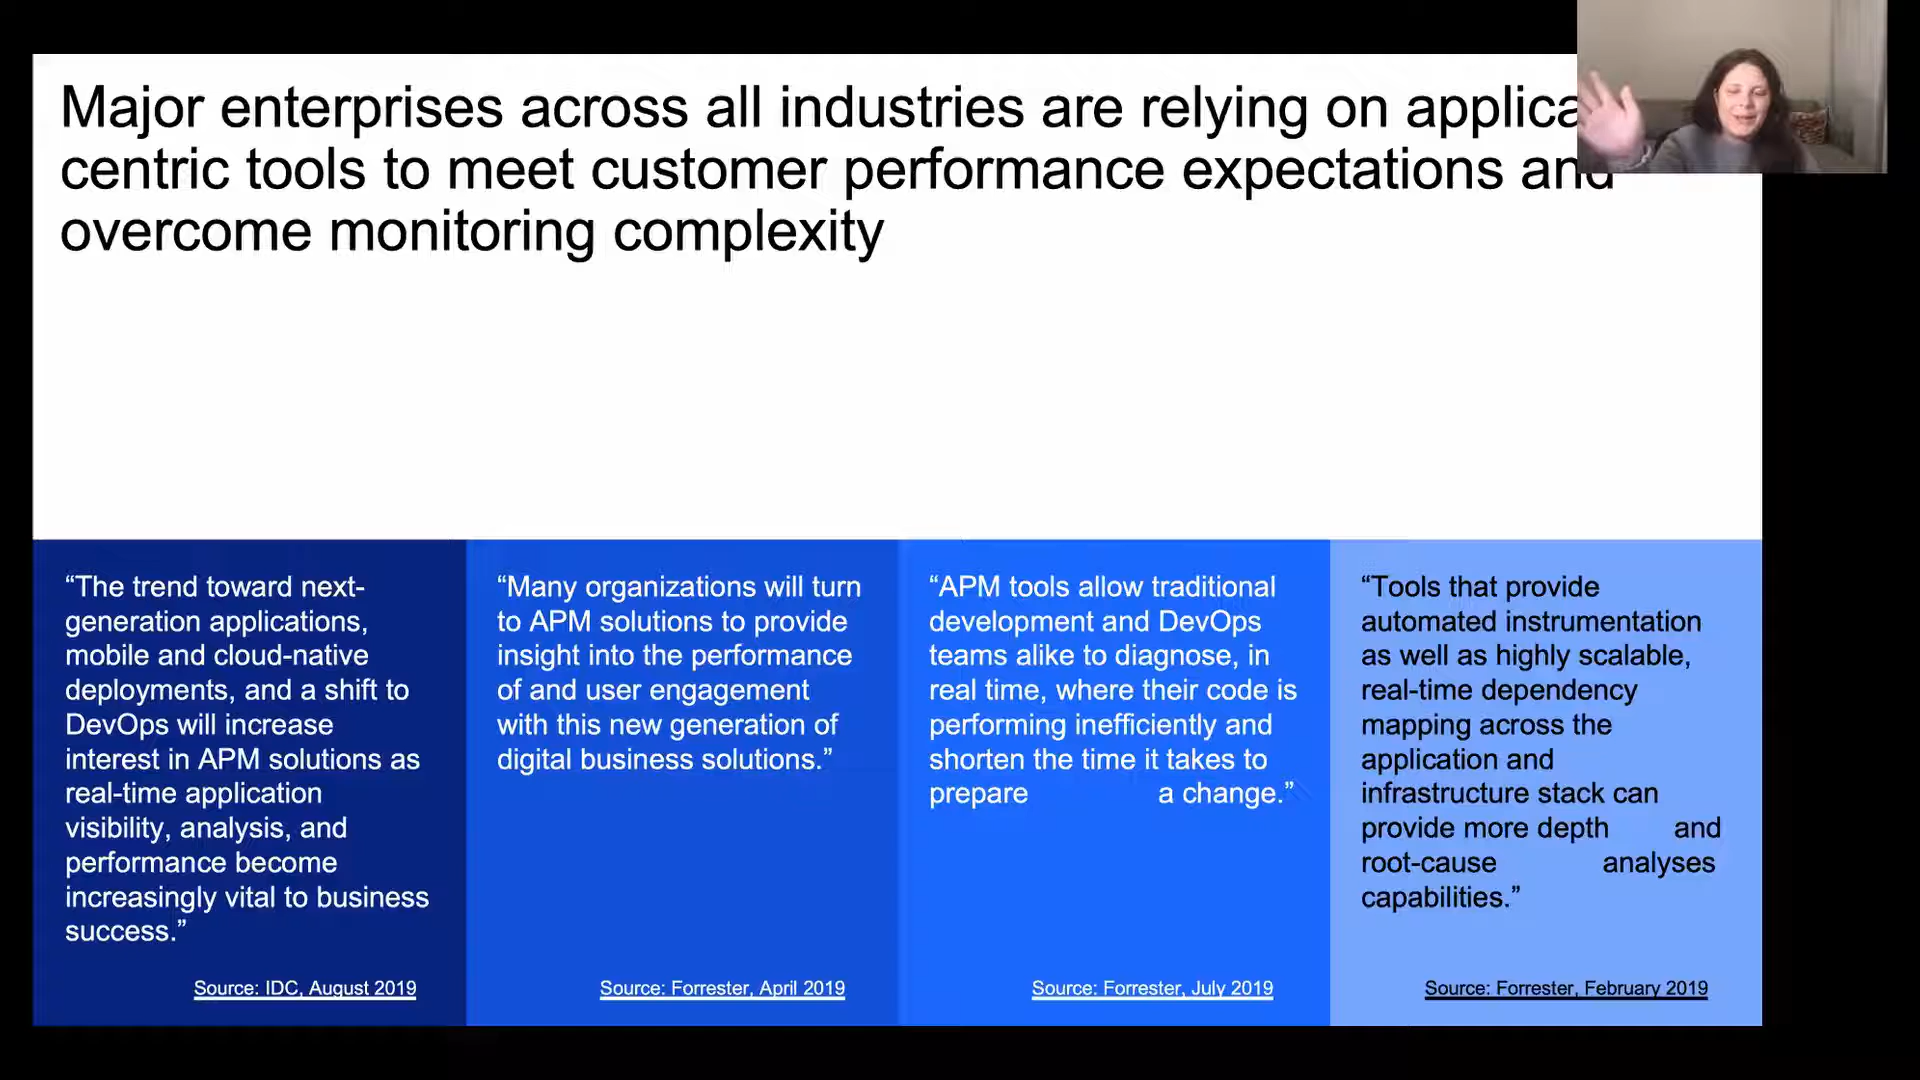 Major enterprises across all industries are relying on applica
centric tools to meet customer performance expectations and
overcome monitoring complexity
“The trend toward next-
generation applications,
mobile and cloud-native
deployments, and a shift to
DevOps will increase
interest in APM solutions as
real-time application
visibility, analysis, and
performance become
increasingly vital to business
success.”
Source: IDC, August 2019
“Many organizations will turn
to APM solutions to provide
insight into the performance
of and user engagement
with this new generation of
digital business solutions.”
Source: Forrester, April 2019
“APM tools allow traditional
development and DevOps
teams alike to diagnose, in
real time, where their code is
performing inefficiently and
shorten the time it takes to
prepare a change.”
Source: Forrester, July 2019
“Tools that provide
automated instrumentation
as well as highly scalable,
real-time dependency
mapping across the
application and
infrastructure stack can
provide more depth and
root-cause analyses
capabilities.”
Source: Forrester, February 2019